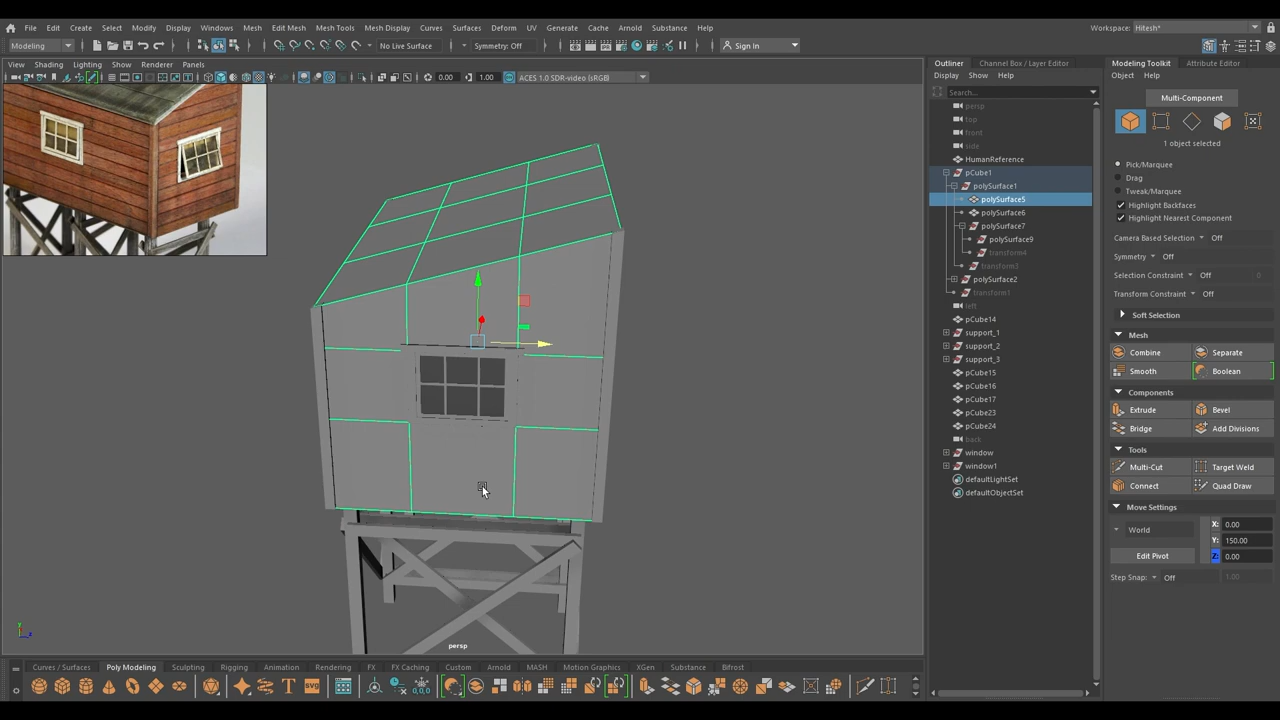 File Edit Create Select Modify Display Windows Mesh Edit Mesh Mesh Tools Mesh Display Curves Surfaces Deform UV Generate Cache Arnold Substance Help
Workspace: Hitesh*
Modeling No Live Surface Symmetry: Off Sign In
View Shading Lighting Show Renderer Panels
0.00 1.00 ACES 1.0 SDR-video (sRGB)
persp
Outliner Channel Box / Layer Editor
Display Show Help
Search...
persp
top
front
side
HumanReference
pCube1
polySurface1
polySurface5
polySurface6
polySurface7
polySurface9
transform4
transform3
polySurface2
transform1
left
pCube14
support_1
support_2
support_3
pCube15
pCube16
pCube17
pCube23
pCube24
back
window
window1
defaultLightSet
defaultObjectSet
Modeling Toolkit Attribute Editor
Object Help
Multi-Component
1 object selected
Pick/Marquee
Drag
Tweak/Marquee
Highlight Backfaces
Highlight Nearest Component
Camera Based Selection Off
Symmetry Off
Selection Constraint Off 0
Transform Constraint Off
Soft Selection
Mesh
Combine Separate
Smooth Boolean
Components
Extrude Bevel
Bridge Add Divisions
Tools
Multi-Cut Target Weld
Connect Quad Draw
Move Settings
World X: 0.00
Y: 150.00
Edit Pivot Z: 0.00
Step Snap: Off 1.00
Curves / Surfaces Poly Modeling Sculpting Rigging Animation Rendering FX FX Caching Custom Arnold MASH Motion Graphics XGen Substance Bifrost
T svg 0,0,0